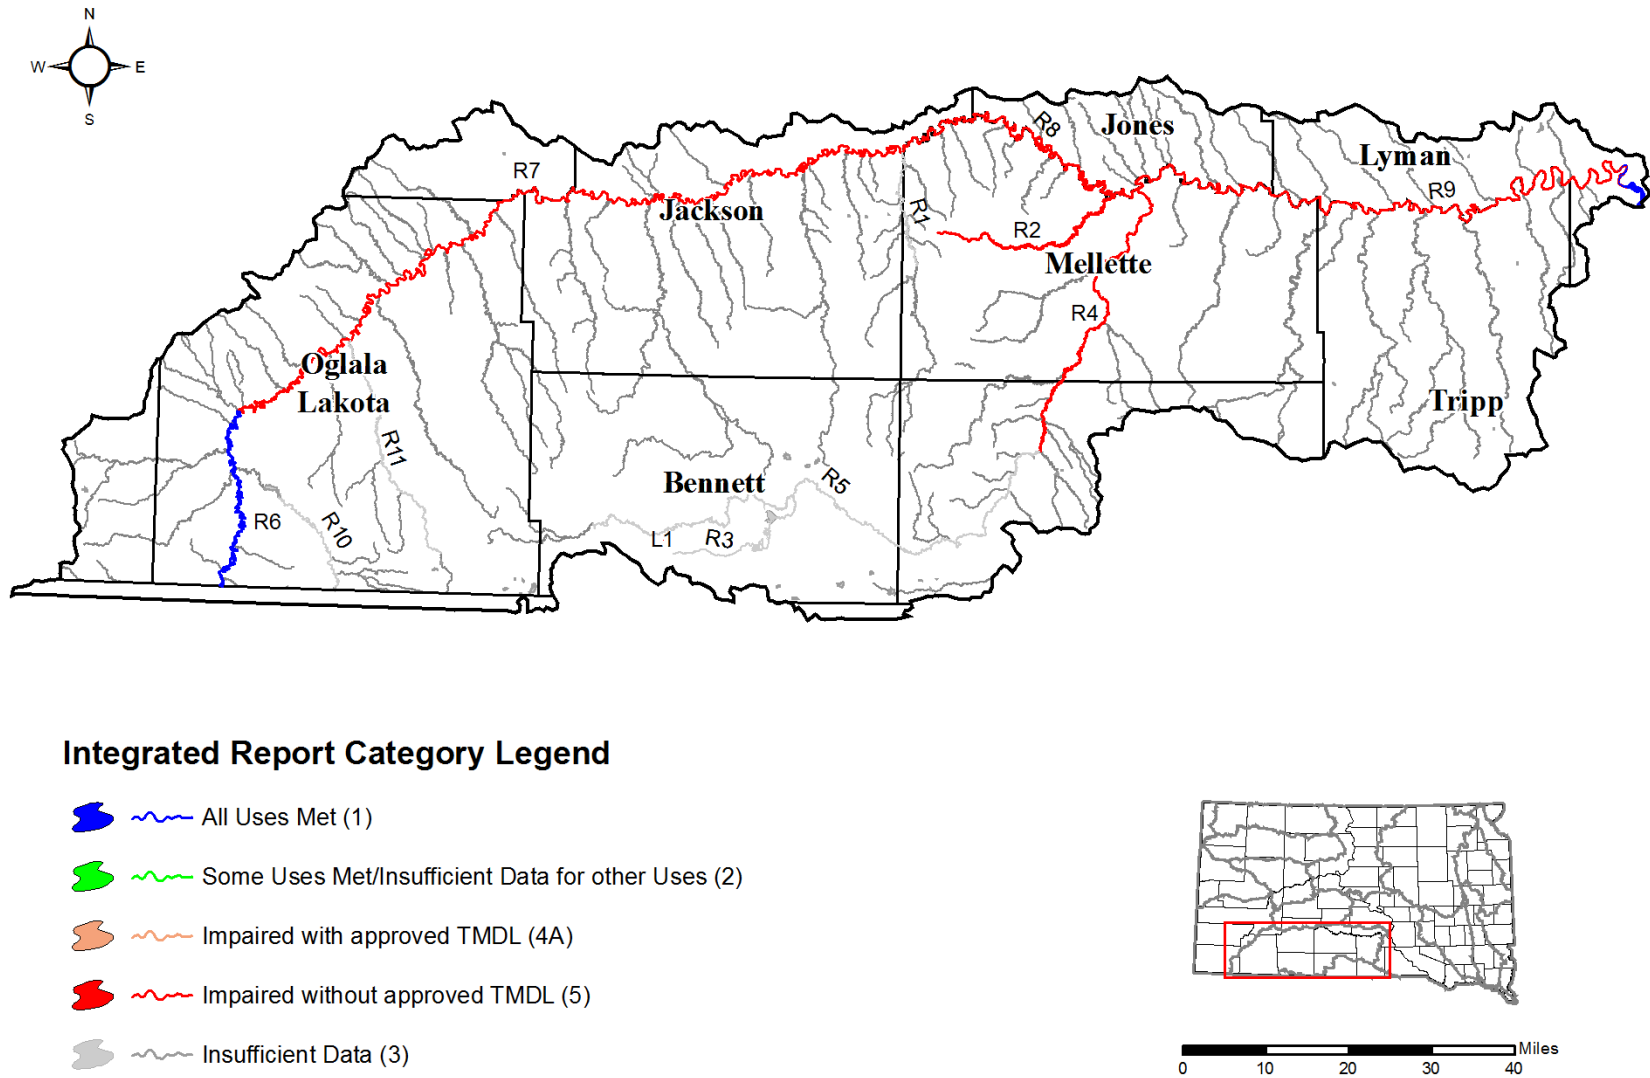 N
W E
S
R8
Jones
Lyman
R7
R9
Jackson
R1
R2
Mellette
R4
Oglala
Lakota
Tripp
R11
Bennett
R5
R6
R10
L1 R3
Integrated Report Category Legend
All Uses Met (1)
Some Uses Met/Insufficient Data for other Uses (2)
Impaired with approved TMDL (4A)
Impaired without approved TMDL (5)
Insufficient Data (3)
Miles
0 10 20 30 40